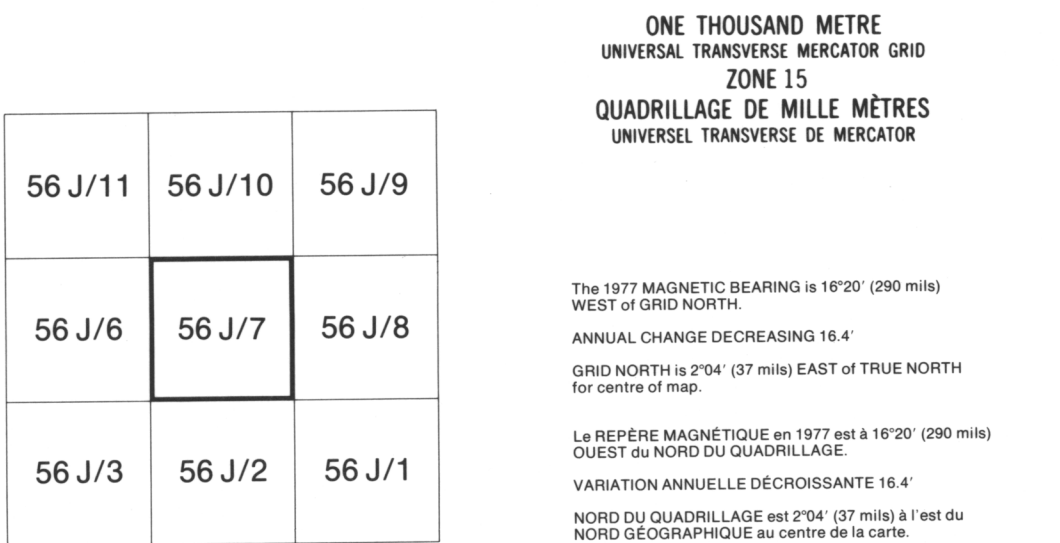 ONE THOUSAND METRE
UNIVERSAL TRANSVERSE MERCATOR GRID
ZONE 15
QUADRILLAGE DE MILLE MÈTRES
UNIVERSEL TRANSVERSE DE MERCATOR
56 J/11 56 J/10 56 J/9
56 J/6 56 J/7 56 J/8
56 J/3 56 J/2 56 J/1
The 1977 MAGNETIC BEARING is 16°20′ (290 mils)
WEST of GRID NORTH.
ANNUAL CHANGE DECREASING 16.4′
GRID NORTH is 2°04′ (37 mils) EAST of TRUE NORTH
for centre of map.
Le REPÈRE MAGNÉTIQUE en 1977 est à 16°20′ (290 mils)
OUEST du NORD DU QUADRILLAGE.
VARIATION ANNUELLE DÉCROISSANTE 16.4′
NORD DU QUADRILLAGE est 2°04′ (37 mils) à l'est du
NORD GÉOGRAPHIQUE au centre de la carte.